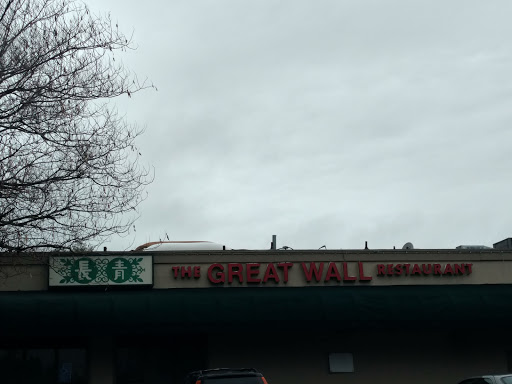 長青
THE GREAT WALL RESTAURANT